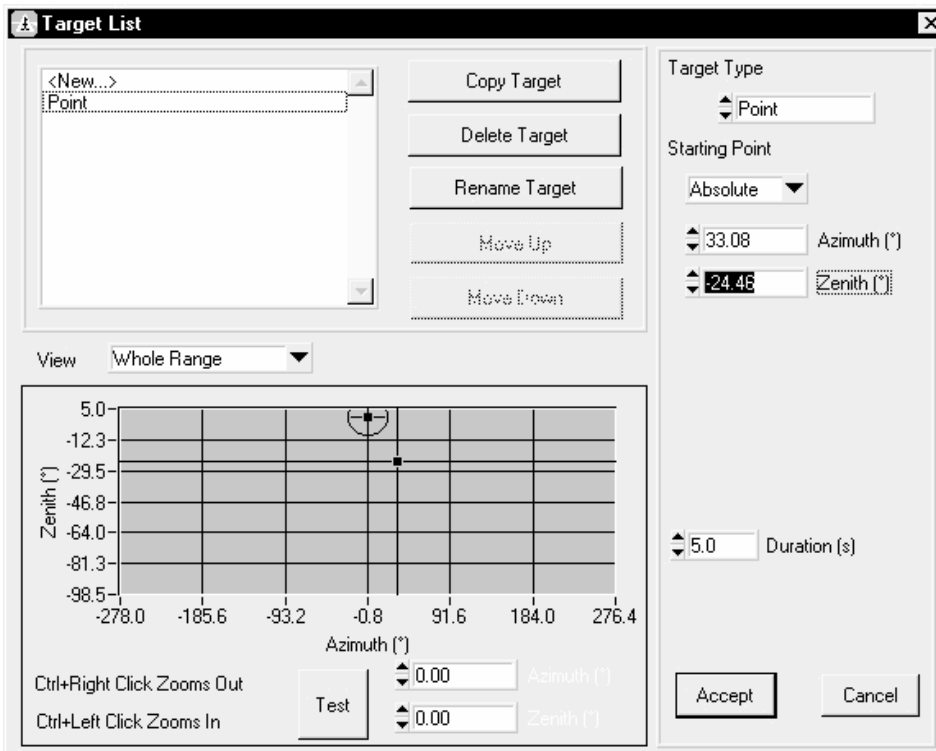 Target List
<New...>
Point
Copy Target
Delete Target
Rename Target
Move Up
Move Down
Target Type
Point
Starting Point
Absolute
33.08 Azimuth (°)
-24.46 Zenith (°)
View Whole Range
5.0
-12.3
-29.5
-46.8
-64.0
-81.3
-98.5
Zenith (°)
-278.0 -185.6 -93.2 -0.8 91.6 184.0 276.4
Azimuth (°)
5.0 Duration (s)
Ctrl+Right Click Zooms Out
Ctrl+Left Click Zooms In
Test
0.00 Azimuth (°)
0.00 Zenith (°)
Accept
Cancel